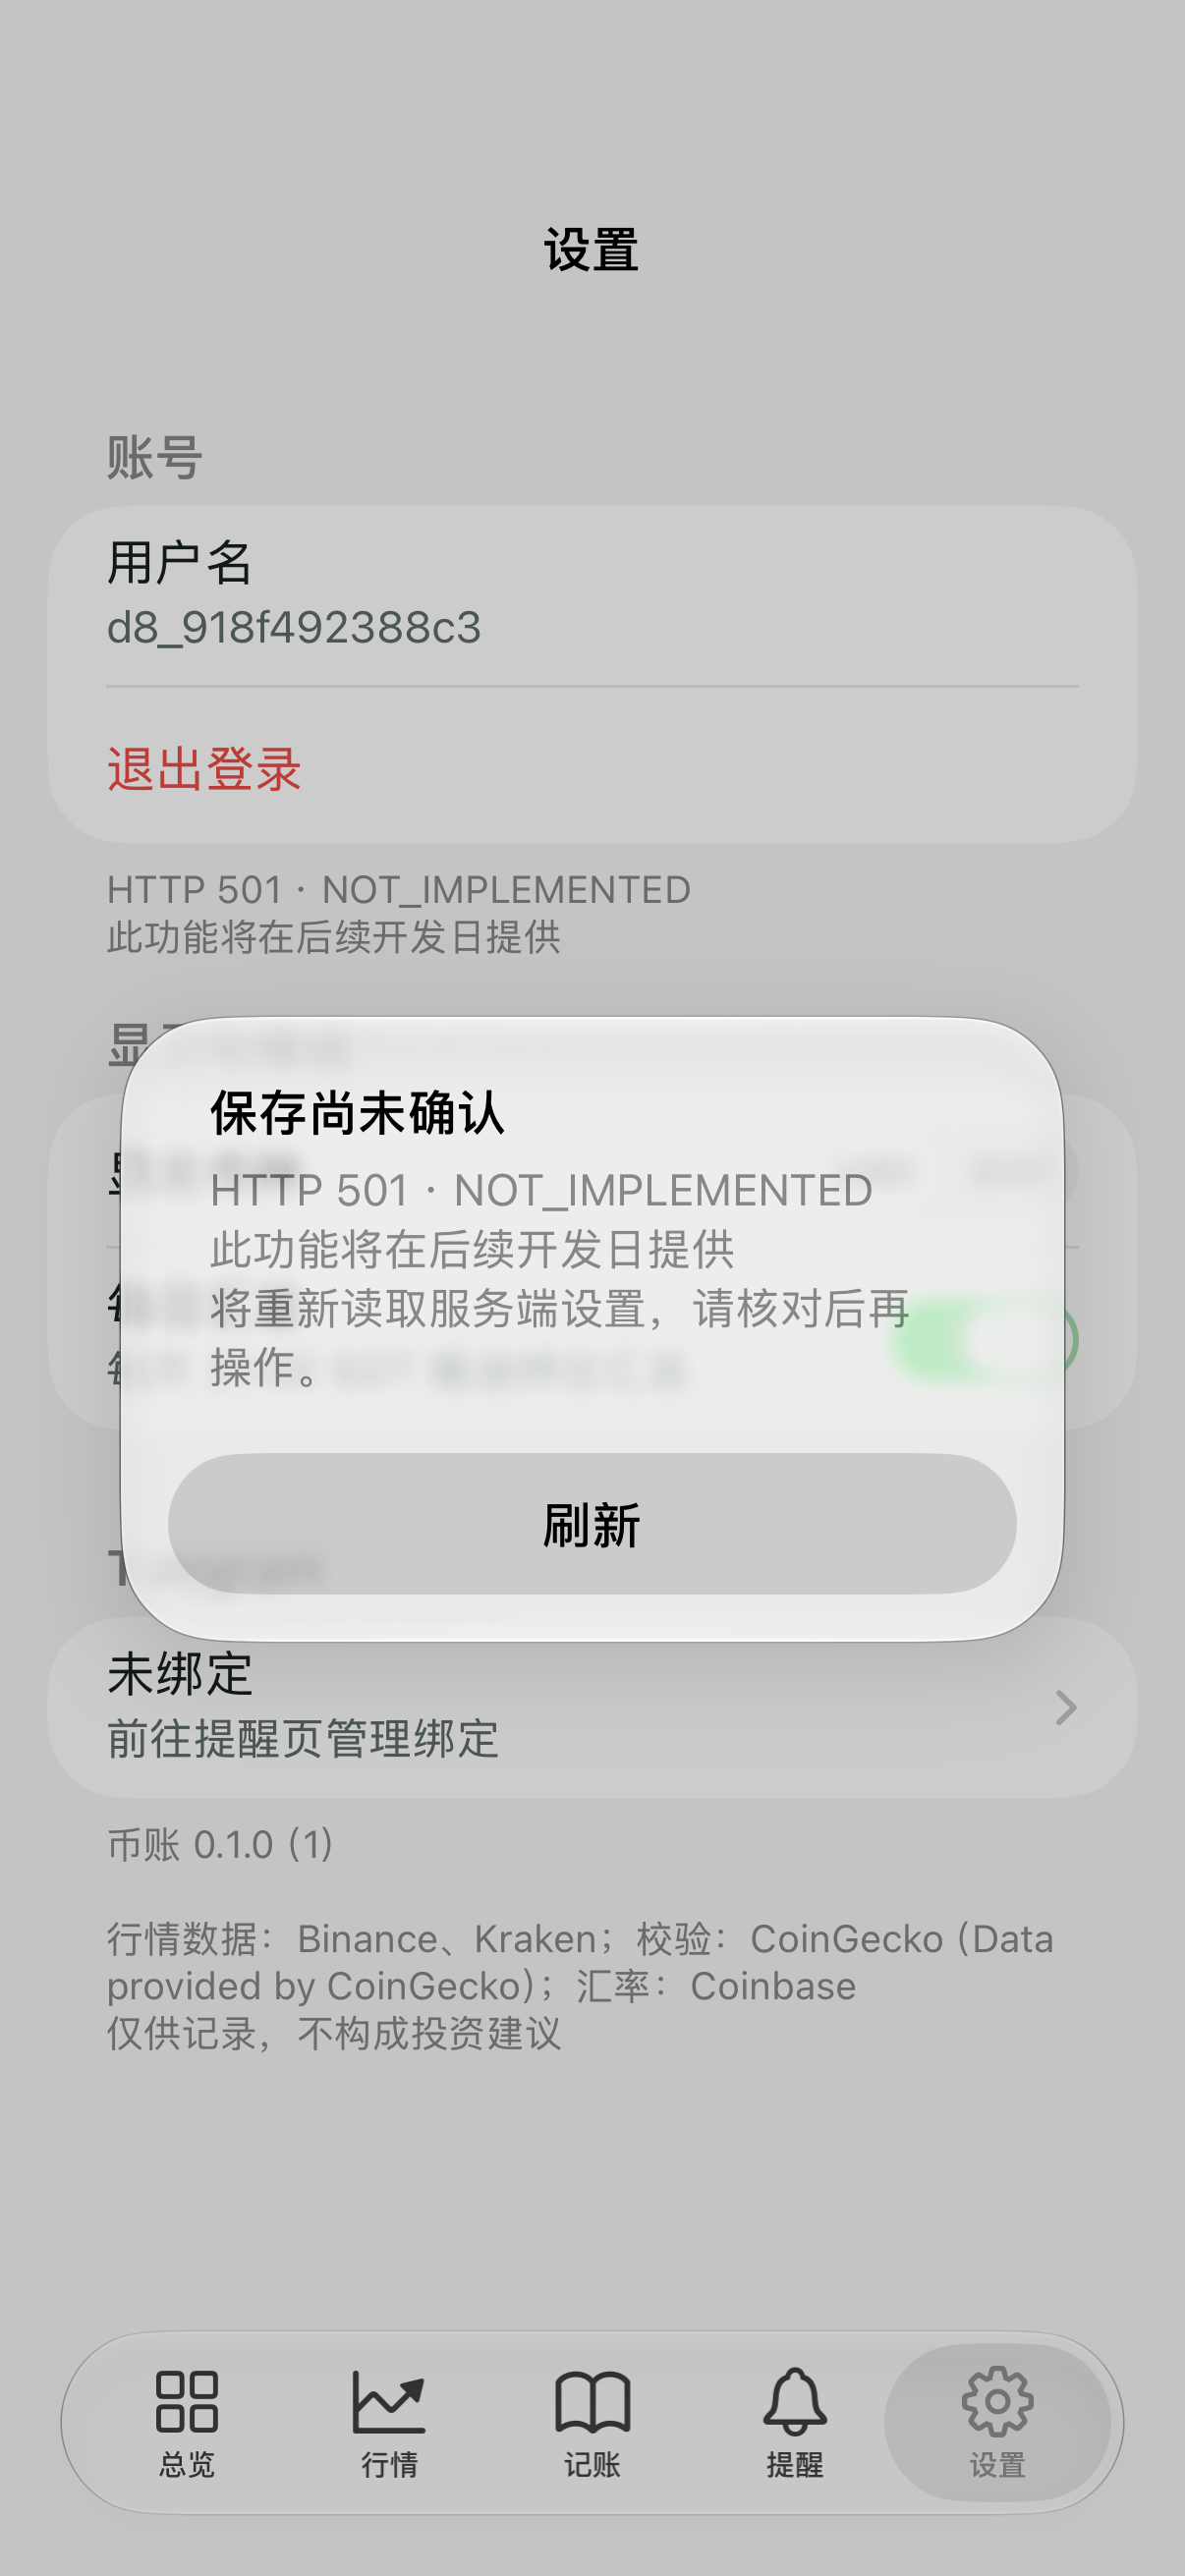 设置
账号
用户名
d8_918f492388c3
退出登录
HTTP 501 · NOT_IMPLEMENTED
此功能将在后续开发日提供
保存尚未确认
HTTP 501 · NOT_IMPLEMENTED
此功能将在后续开发日提供
将重新读取服务端设置，请核对后再
操作。
刷新
未绑定
前往提醒页管理绑定
币账 0.1.0 (1)
行情数据：Binance、Kraken；校验：CoinGecko (Data
provided by CoinGecko)；汇率：Coinbase
仅供记录，不构成投资建议
总览
行情
记账
提醒
设置